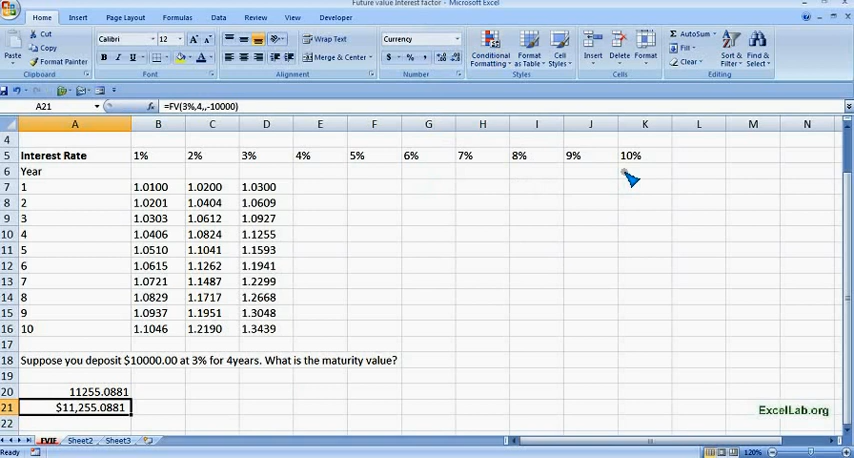 Future value Interest factor - Microsoft Excel
Home Insert Page Layout Formulas Data Review View Developer
Paste Cut Copy Format Painter
Calibri 12 A A
B I U
Wrap Text
Merge & Center
Currency
$ % ,
Conditional Formatting Format as Table Cell Styles
Insert Delete Format
Σ AutoSum Fill Clear
Sort & Filter Find & Select
Clipboard Font Alignment Number Styles Cells Editing
A21 fx =FV(3%,4,,-10000)
A B C D E F G H I J K L M N
4
5 Interest Rate 1% 2% 3% 4% 5% 6% 7% 8% 9% 10%
6 Year
7 1 1.0100 1.0200 1.0300
8 2 1.0201 1.0404 1.0609
9 3 1.0303 1.0612 1.0927
10 4 1.0406 1.0824 1.1255
11 5 1.0510 1.1041 1.1593
12 6 1.0615 1.1262 1.1941
13 7 1.0721 1.1487 1.2299
14 8 1.0829 1.1717 1.2668
15 9 1.0937 1.1951 1.3048
16 10 1.1046 1.2190 1.3439
17
18 Suppose you deposit $10000.00 at 3% for 4years. What is the maturity value?
19
20 11255.0881
21 $11,255.0881
22
ExcelLab.org
FVIF Sheet2 Sheet3
Ready 120%